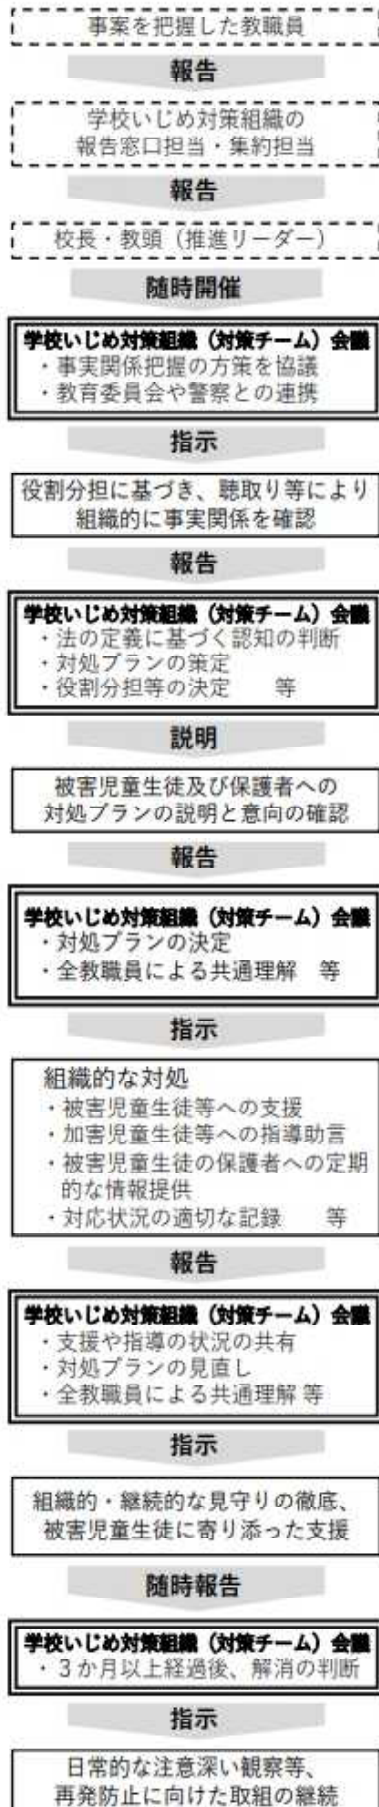 事案を把握した教職員
報告
学校いじめ対策組織の
報告窓口担当・集約担当
報告
校長・教頭（推進リーダー）
随時開催
学校いじめ対策組織（対策チーム）会議
・事実関係把握の方策を協議
・教育委員会や警察との連携
指示
役割分担に基づき、聴取り等により
組織的に事実関係を確認
報告
学校いじめ対策組織（対策チーム）会議
・法の定義に基づく認知の判断
・対処プランの策定
・役割分担等の決定　　等
説明
被害児童生徒及び保護者への
対処プランの説明と意向の確認
報告
学校いじめ対策組織（対策チーム）会議
・対処プランの決定
・全教職員による共通理解　等
指示
組織的な対処
・被害児童生徒等への支援
・加害児童生徒等への指導助言
・被害児童生徒の保護者への定期
的な情報提供
・対応状況の適切な記録　　等
報告
学校いじめ対策組織（対策チーム）会議
・支援や指導の状況の共有
・対処プランの見直し
・全教職員による共通理解 等
指示
組織的・継続的な見守りの徹底、
被害児童生徒に寄り添った支援
随時報告
学校いじめ対策組織（対策チーム）会議
・３か月以上経過後、解消の判断
指示
日常的な注意深い観察等、
再発防止に向けた取組の継続